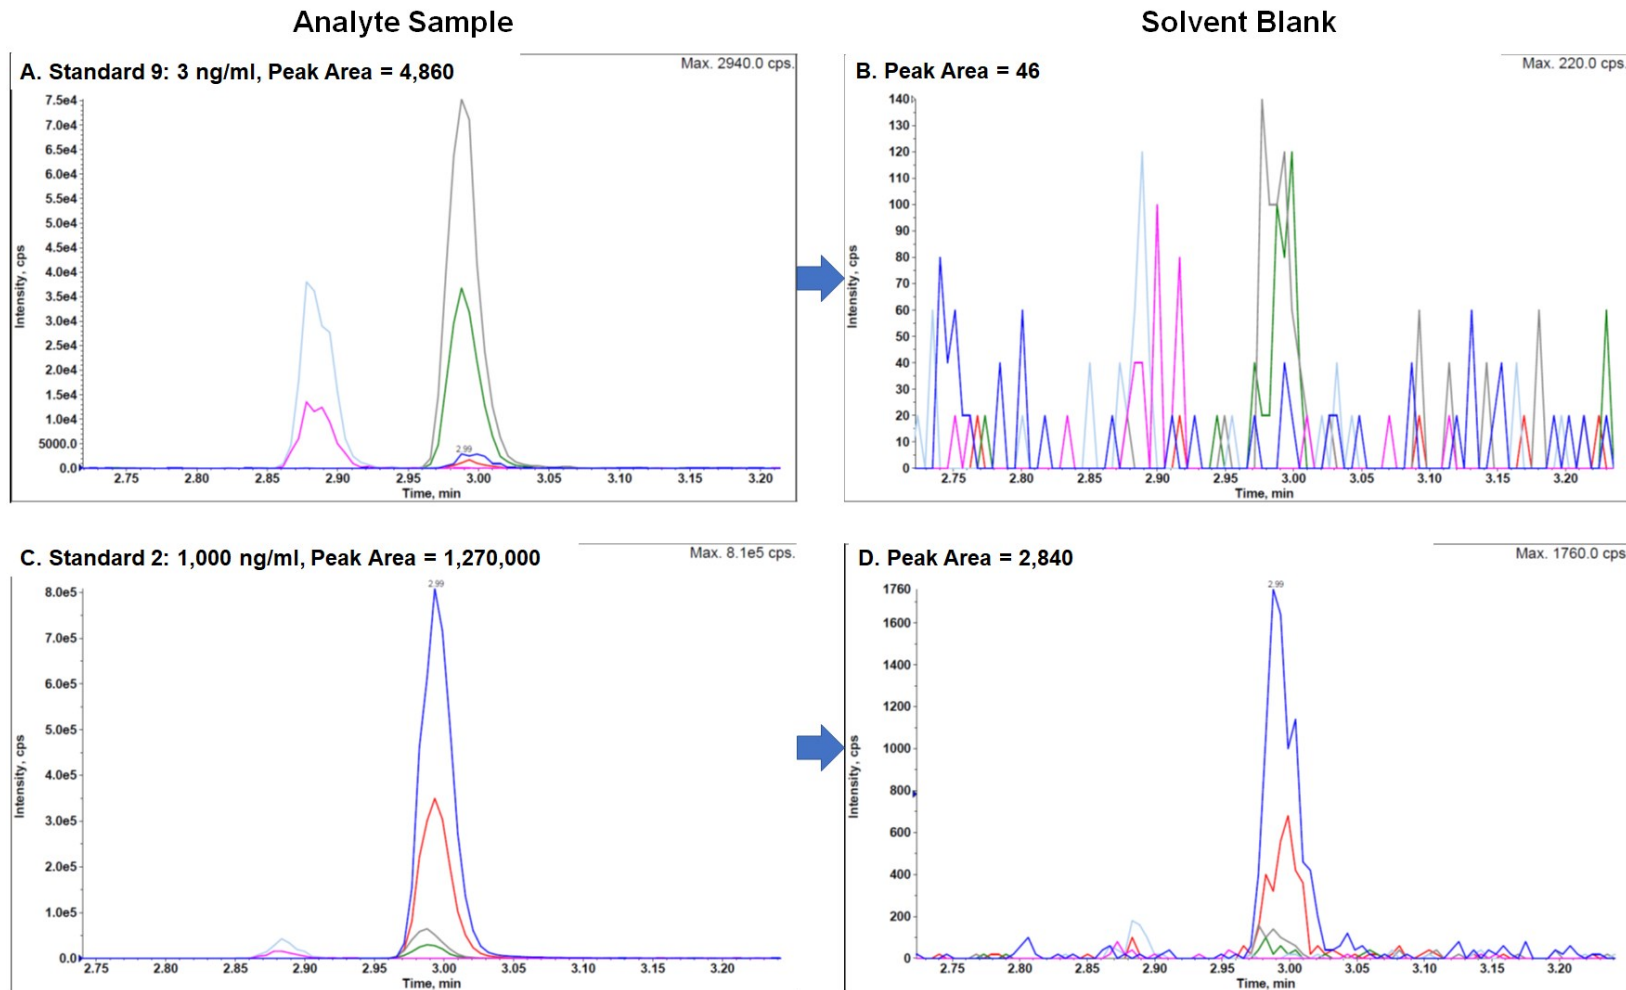 Analyte Sample
Solvent Blank
A. Standard 9: 3 ng/ml, Peak Area = 4,860
Max. 2940.0 cps.
7.5e4
7.0e4
6.5e4
6.0e4
5.5e4
5.0e4
4.5e4
4.0e4
3.5e4
3.0e4
2.5e4
2.0e4
1.5e4
1.0e4
5000.0
0.0
Intensity, cps
2.99
2.75 2.80 2.85 2.90 2.95 3.00 3.05 3.10 3.15 3.20
Time, min
B. Peak Area = 46
Max. 220.0 cps.
140
130
120
110
100
90
80
70
60
50
40
30
20
10
0
Intensity, cps
2.75 2.80 2.85 2.90 2.95 3.00 3.05 3.10 3.15 3.20
Time, min
C. Standard 2: 1,000 ng/ml, Peak Area = 1,270,000
Max. 8.1e5 cps.
2.99
8.0e5
7.0e5
6.0e5
5.0e5
4.0e5
3.0e5
2.0e5
1.0e5
0.0
Intensity, cps
2.75 2.80 2.85 2.90 2.95 3.00 3.05 3.10 3.15 3.20
Time, min
D. Peak Area = 2,840
Max. 1760.0 cps
2.99
1760
1600
1400
1200
1000
800
600
400
200
0
Intensity, cps
2.75 2.80 2.85 2.90 2.95 3.00 3.05 3.10 3.15 3.20
Time, min